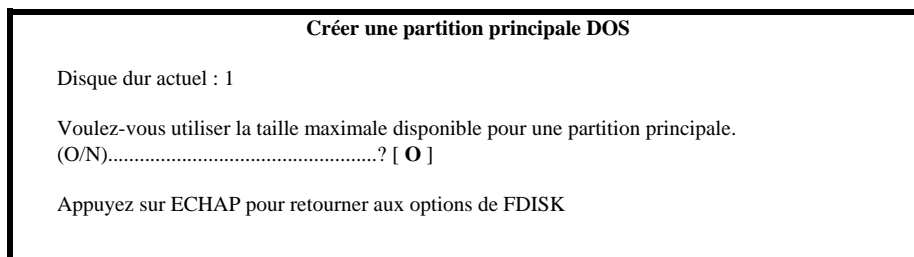 Créer une partition principale DOS
Disque dur actuel : 1
Voulez-vous utiliser la taille maximale disponible pour une partition principale.
(O/N)...................................................? [ O ]
Appuyez sur ECHAP pour retourner aux options de FDISK